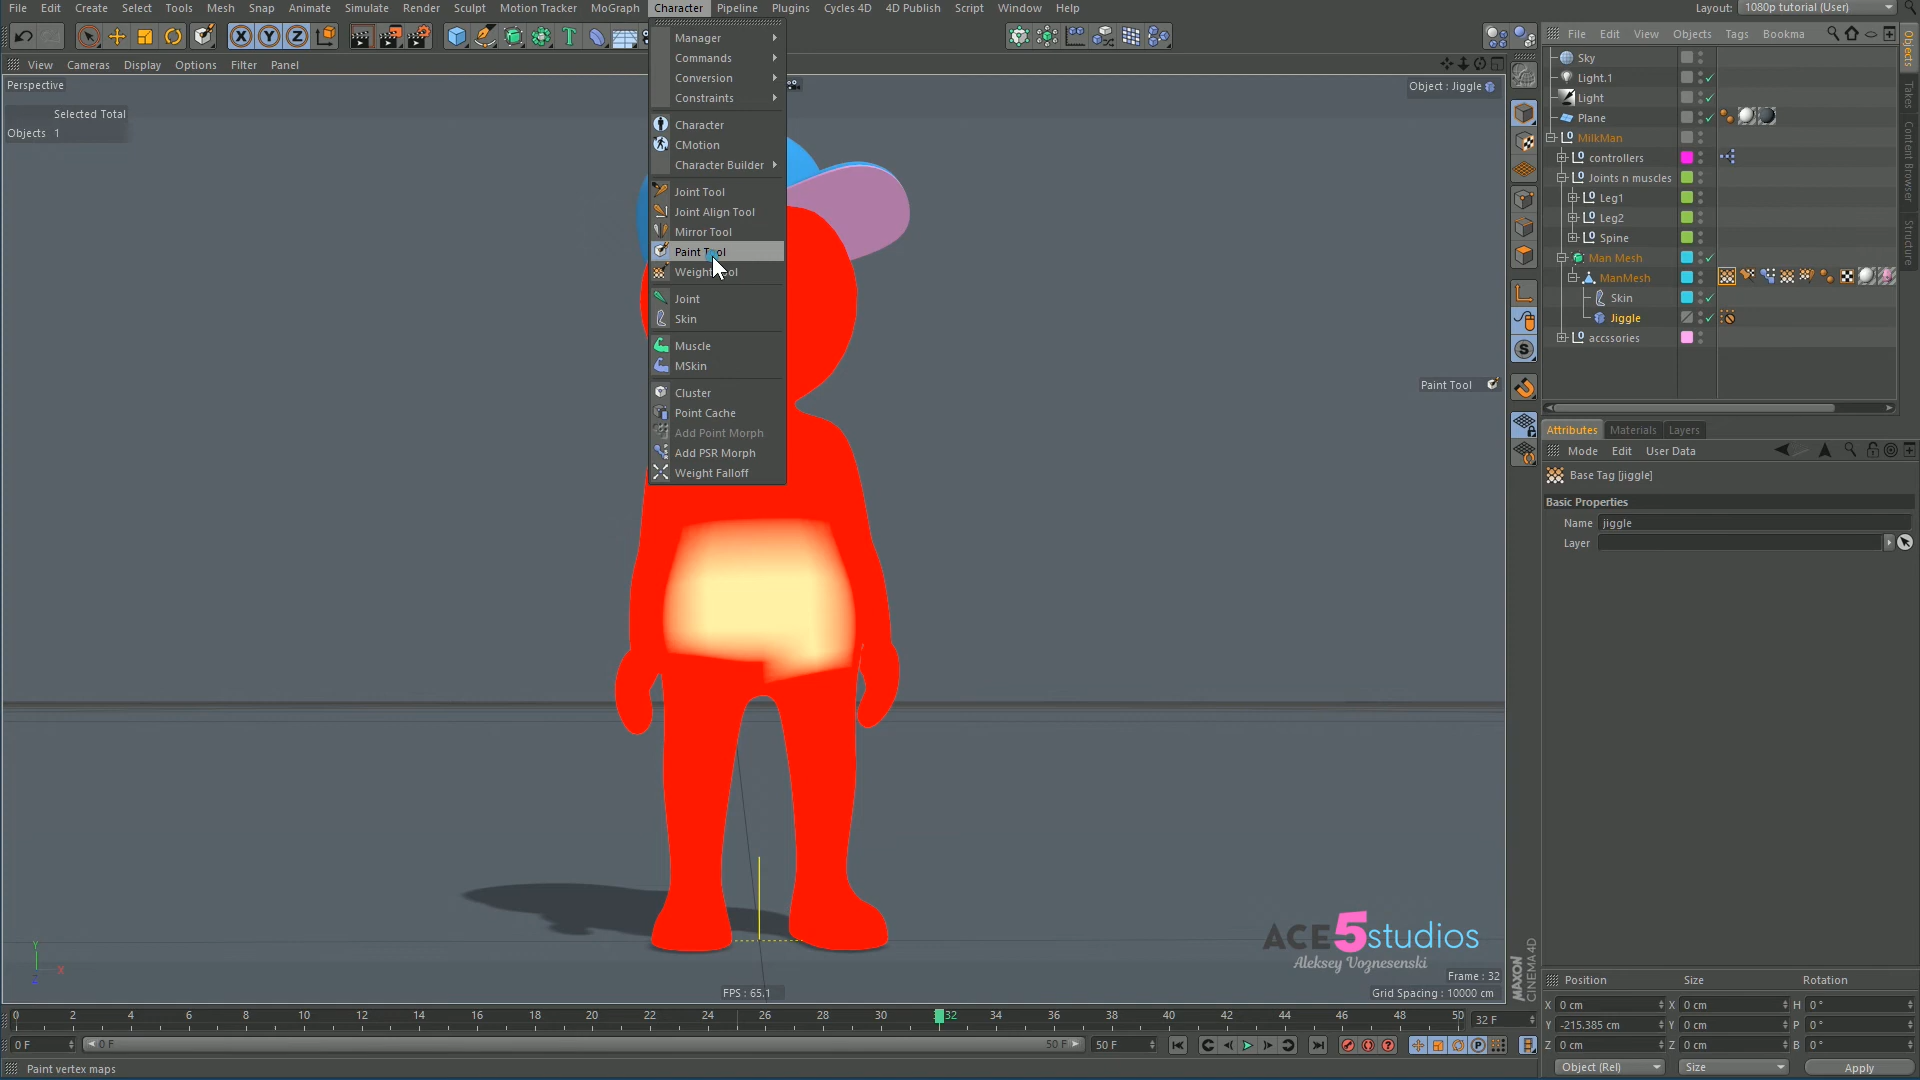 File Edit Create Select Tools Mesh Snap Animate Simulate Render Sculpt Motion Tracker MoGraph Character Pipeline Plugins Cycles 4D 4D Publish Script Window Help
Layout: 1080p tutorial (User)
View Cameras Display Options Filter Panel
Perspective
Object : Jiggle
Selected Total
Objects 1
Manager
Commands
Conversion
Constraints
Character
CMotion
Character Builder
Joint Tool
Joint Align Tool
Mirror Tool
Paint Tool
Weight Tool
Joint
Skin
Muscle
MSkin
Cluster
Point Cache
Add Point Morph
Add PSR Morph
Weight Falloff
Paint Tool
File Edit View Objects Tags Bookma
Sky
Light.1
Light
Plane
MilkMan
controllers
Joints n muscles
Leg1
Leg2
Spine
Man Mesh
ManMesh
Skin
Jiggle
accssories
Objects
Takes
Content Browser
Structure
Attributes Materials Layers
Mode Edit User Data
Base Tag [jiggle]
Basic Properties
Name jiggle
Layer
ACE5studios
Aleksey Voznesenski
Frame : 32
FPS : 65.1
Grid Spacing : 10000 cm
Y
X
MAXON
CINEMA 4D
0 2 4 6 8 10 12 14 16 18 20 22 24 26 28 30 32 34 36 38 40 42 44 46 48 50 32 F
0 F 0 F 50 F 50 F
Paint vertex maps
Position Size Rotation
X 0 cm X 0 cm H 0 °
Y -215.385 cm Y 0 cm P 0 °
Z 0 cm Z 0 cm B 0 °
Object (Rel) Size Apply